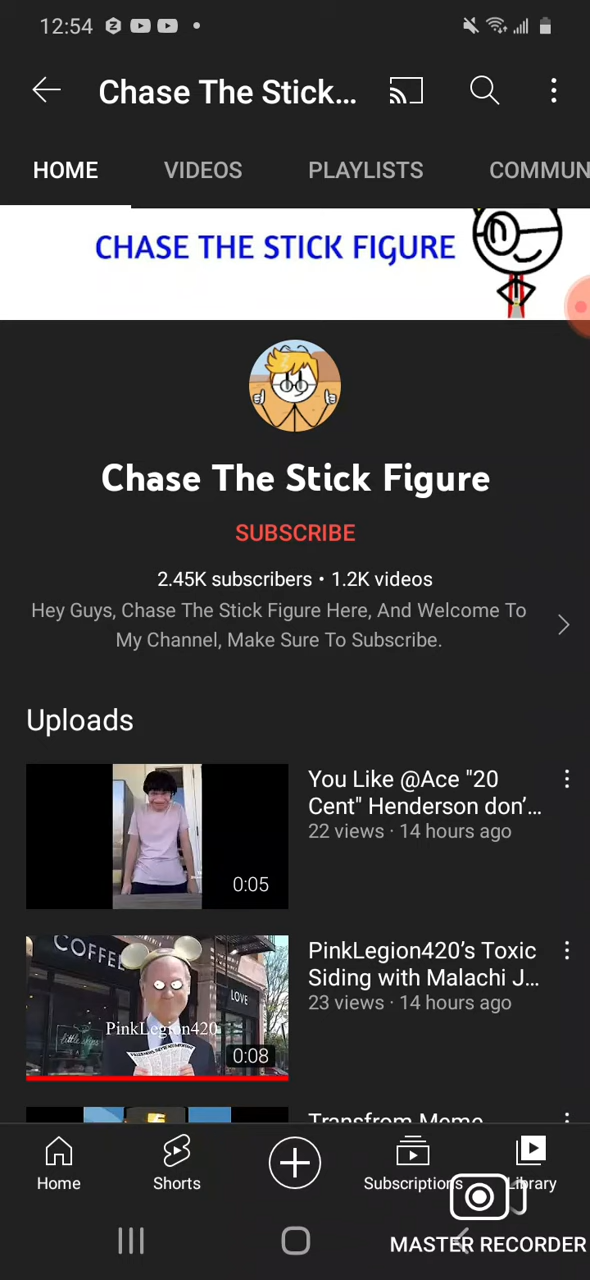 12:54
Chase The Stick...
HOME VIDEOS PLAYLISTS COMMUN
CHASE THE STICK FIGURE
Chase The Stick Figure
SUBSCRIBE
2.45K subscribers • 1.2K videos
Hey Guys, Chase The Stick Figure Here, And Welcome To
My Channel, Make Sure To Subscribe.
Uploads
You Like @Ace "20
Cent" Henderson don’...
22 views · 14 hours ago
0:05
PinkLegion420’s Toxic
Siding with Malachi J...
23 views · 14 hours ago
COFFEE
LOVE
little skips
PinkLegion420
0:08
Transfrom Meme
Home Shorts Subscriptions Library
MASTER RECORDER